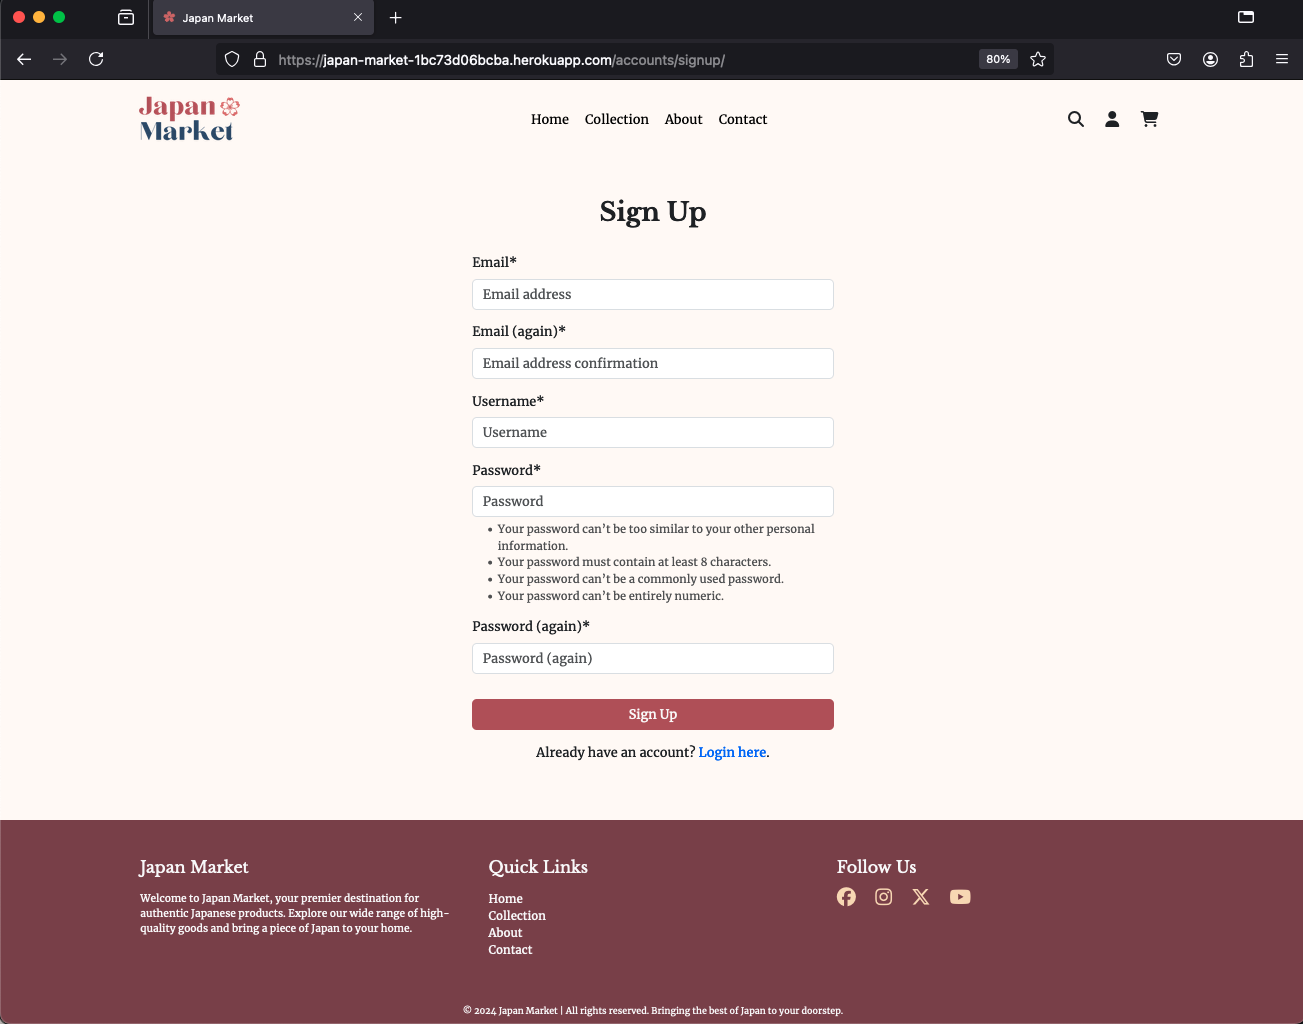 Japan Market
https://japan-market-1bc73d06bcba.herokuapp.com/accounts/signup/
80%
Japan
Market
Home
Collection
About
Contact
Sign Up
Email*
Email address
Email (again)*
Email address confirmation
Username*
Username
Password*
Password
• Your password can’t be too similar to your other personal
information.
• Your password must contain at least 8 characters.
• Your password can’t be a commonly used password.
• Your password can’t be entirely numeric.
Password (again)*
Password (again)
Sign Up
Already have an account? Login here.
Japan Market
Welcome to Japan Market, your premier destination for
authentic Japanese products. Explore our wide range of high-
quality goods and bring a piece of Japan to your home.
Quick Links
Home
Collection
About
Contact
Follow Us
© 2024 Japan Market | All rights reserved. Bringing the best of Japan to your doorstep.